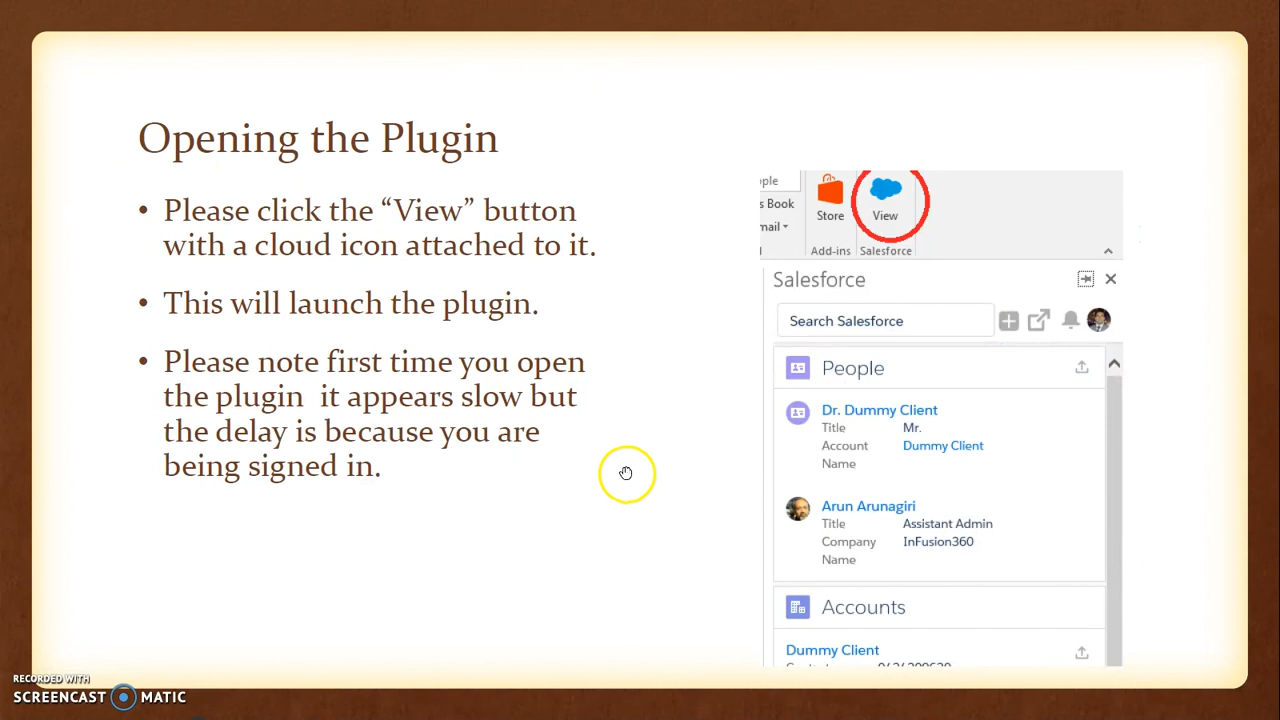 Opening the Plugin
• Please click the “View” button
with a cloud icon attached to it.
• This will launch the plugin.
• Please note first time you open
the plugin  it appears slow but
the delay is because you are
being signed in.
ople
s Book
mail
Store
View
Add-ins
Salesforce
Salesforce
Search Salesforce
People
Dr. Dummy Client
Title Mr.
Account Dummy Client
Name
Arun Arunagiri
Title Assistant Admin
Company InFusion360
Name
Accounts
Dummy Client
RECORDED WITH
SCREENCAST MATIC